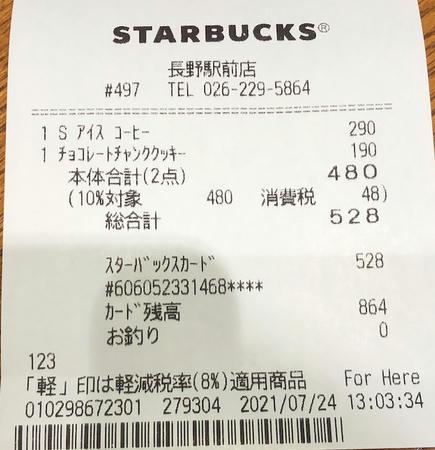 STARBUCKS®
長野駅前店
#497 TEL 026-229-5864
1 S アイス コーヒー 290
1 チョコレートチャンククッキー 190
本体合計(2点) 480
(10%対象 480 消費税 48)
総合計 528
スターバックスカード 528
#606052331468****
カード残高 864
お釣り 0
123
「軽」印は軽減税率(8%)適用商品 For Here
010298672301 279304 2021/07/24 13:03:34